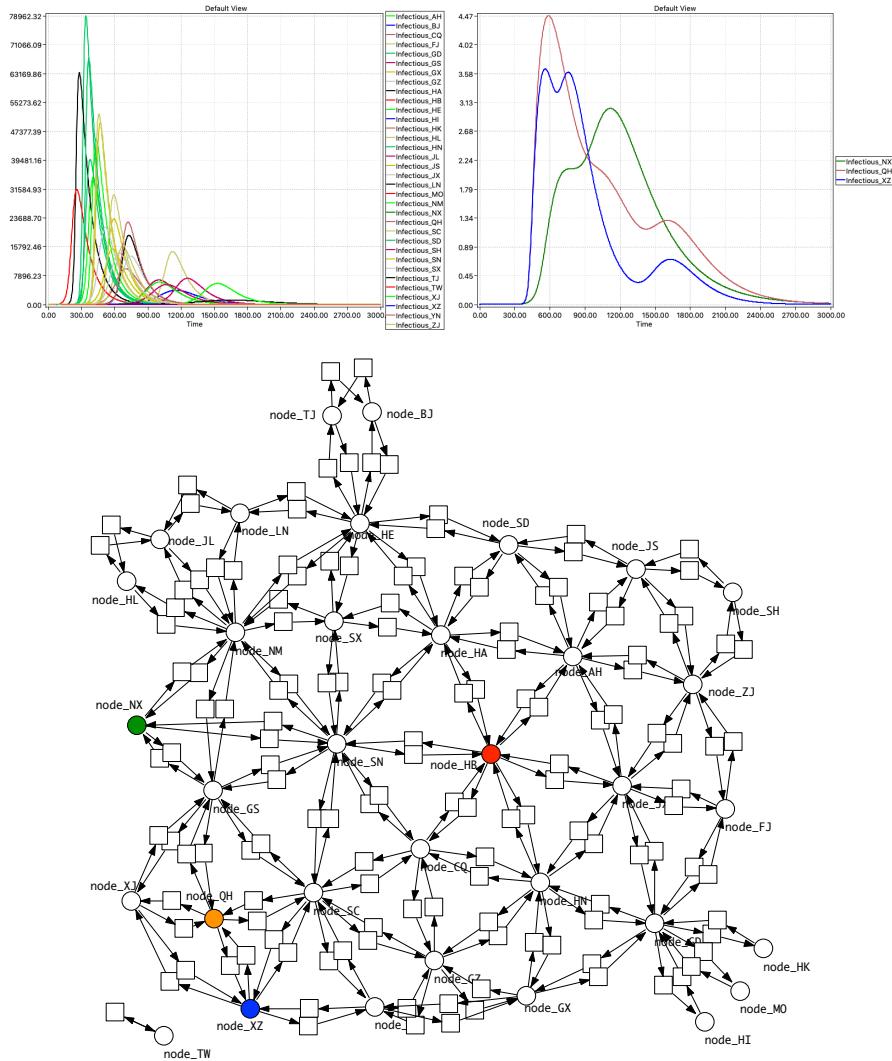 Default View
78962.32
71066.09
63169.86
55273.62
47377.39
39481.16
31584.93
23688.70
15792.46
7896.23
0.00
0.00 300.00 600.00 900.00 1200.00 1500.00 1800.00 2100.00 2400.00 2700.00 3000.00
Time
Infectious_AH
Infectious_BJ
Infectious_CQ
Infectious_FJ
Infectious_GD
Infectious_GS
Infectious_GX
Infectious_GZ
Infectious_HA
Infectious_HB
Infectious_HE
Infectious_HI
Infectious_HK
Infectious_HL
Infectious_HN
Infectious_JL
Infectious_JS
Infectious_JX
Infectious_LN
Infectious_MO
Infectious_NM
Infectious_NX
Infectious_QH
Infectious_SC
Infectious_SD
Infectious_SH
Infectious_SN
Infectious_SX
Infectious_TJ
Infectious_TW
Infectious_XJ
Infectious_XZ
Infectious_YN
Infectious_ZJ
Default View
4.47
4.02
3.58
3.13
2.68
2.24
1.79
1.34
0.89
0.45
0.00
0.00 300.00 600.00 900.00 1200.00 1500.00 1800.00 2100.00 2400.00 2700.00 3000.00
Time
Infectious_NX
Infectious_QH
Infectious_XZ
node_TJ
node_BJ
node_LN
node_HE
node_SD
node_JL
node_JS
node_HL
node_SH
node_NM
node_SX
node_HA
node_AH
node_ZJ
node_NX
node_SN
node_HB
node_GS
node_FJ
node_CQ
node_XJ
node_QH
node_SC
node_HN
node_GD
node_HK
node_GZ
node_GX
node_MO
node_XZ
node_HI
node_TW